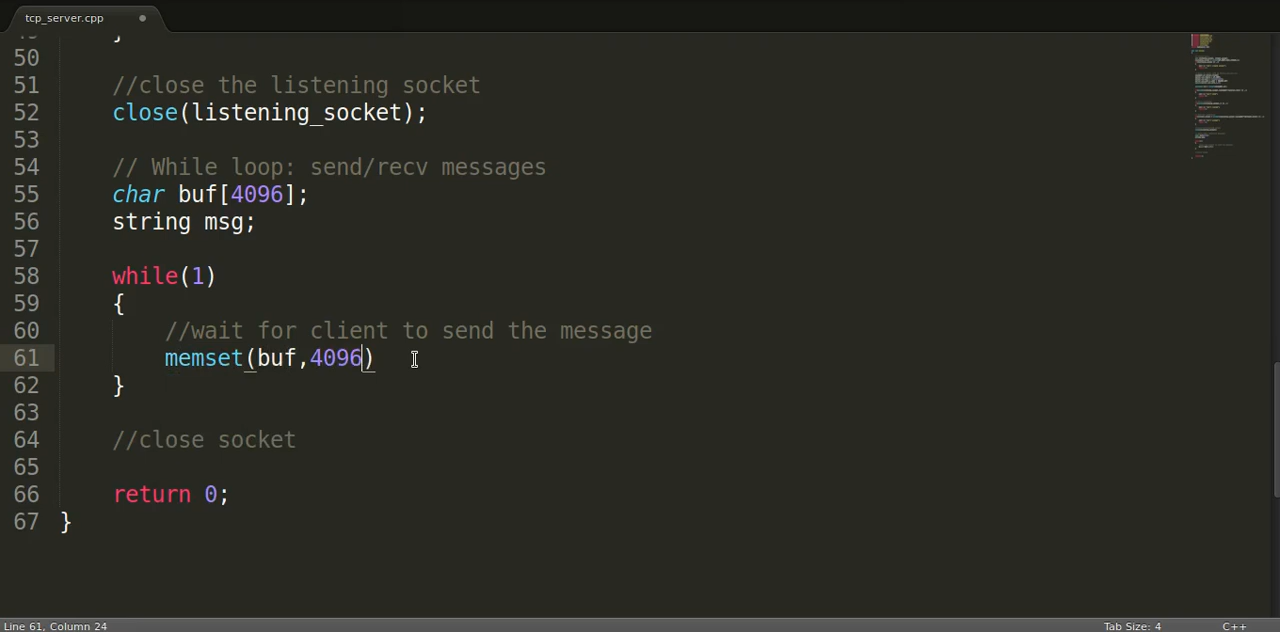 tcp_server.cpp
}
50
51 //close the listening socket
52 close(listening_socket);
53
54 // While loop: send/recv messages
55 char buf[4096];
56 string msg;
57
58 while(1)
59 {
60 //wait for client to send the message
61 memset(buf,4096)
62 }
63
64 //close socket
65
66 return 0;
67 }
Line 61, Column 24
Tab Size: 4
C++